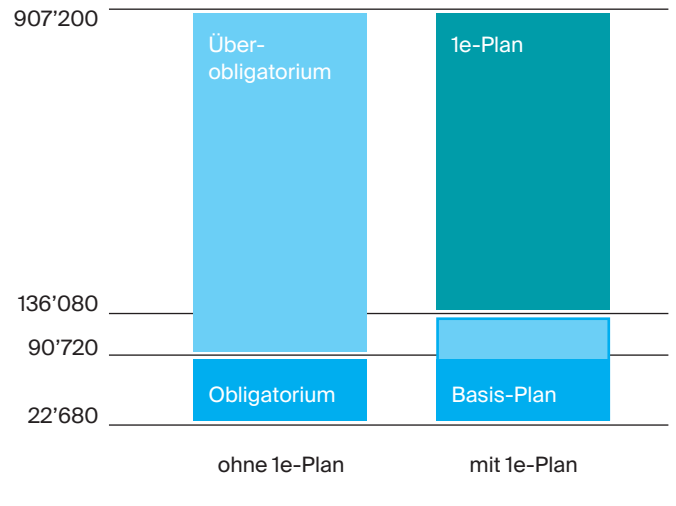 907’200
Über-
obligatorium
1e-Plan
136’080
90’720
Obligatorium
Basis-Plan
22’680
ohne 1e-Plan
mit 1e-Plan